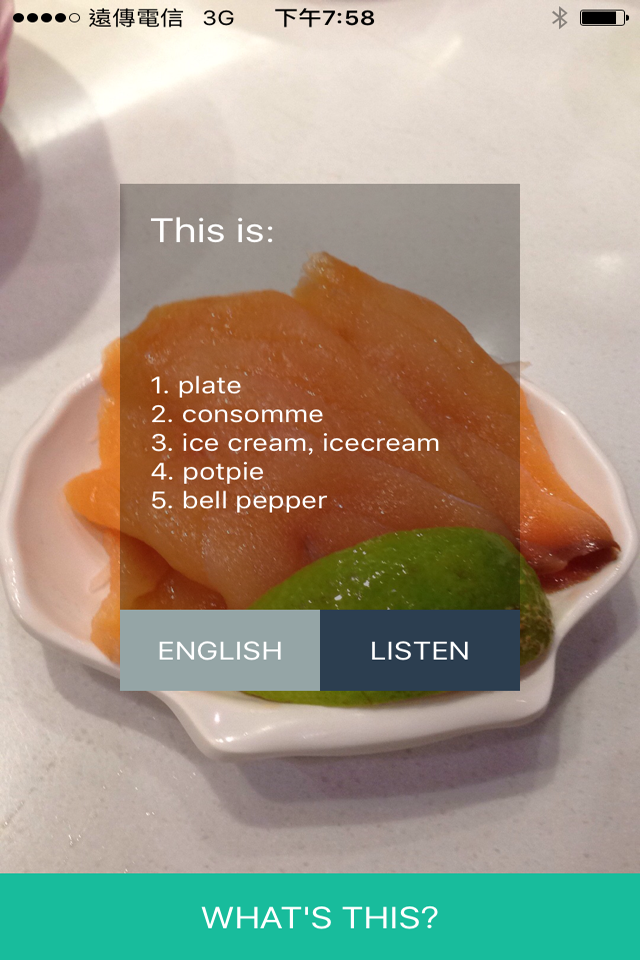 遠傳電信 3G 下午7:58
This is:
1. plate
2. consomme
3. ice cream, icecream
4. potpie
5. bell pepper
ENGLISH LISTEN
WHAT'S THIS?